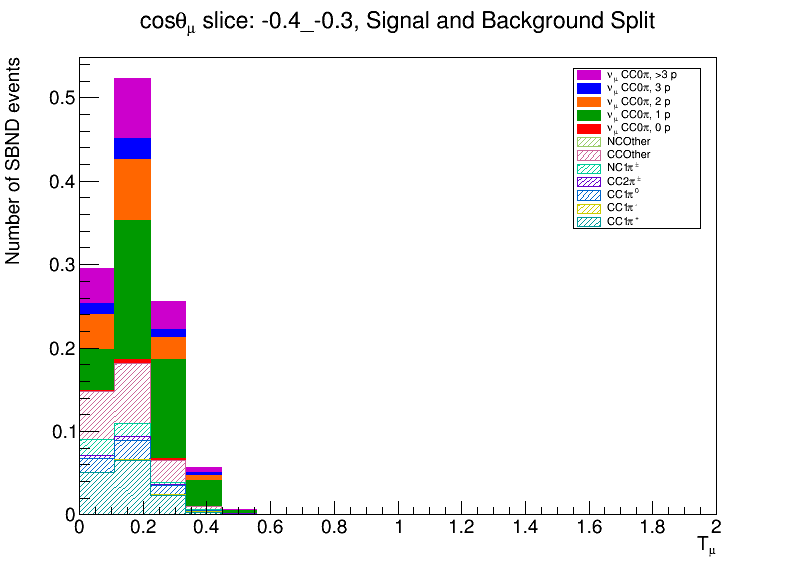 cosθμ slice: -0.4_-0.3, Signal and Background Split
Number of SBND events
0.5
0.4
0.3
0.2
0.1
0
νμ CC0π, >3 p
νμ CC0π, 3 p
νμ CC0π, 2 p
νμ CC0π, 1 p
νμ CC0π, 0 p
NCOther
CCOther
NC1π±
CC2π±
CC1π⁰
CC1π⁻
CC1π⁺
0 0.2 0.4 0.6 0.8 1 1.2 1.4 1.6 1.8 2
Tμ